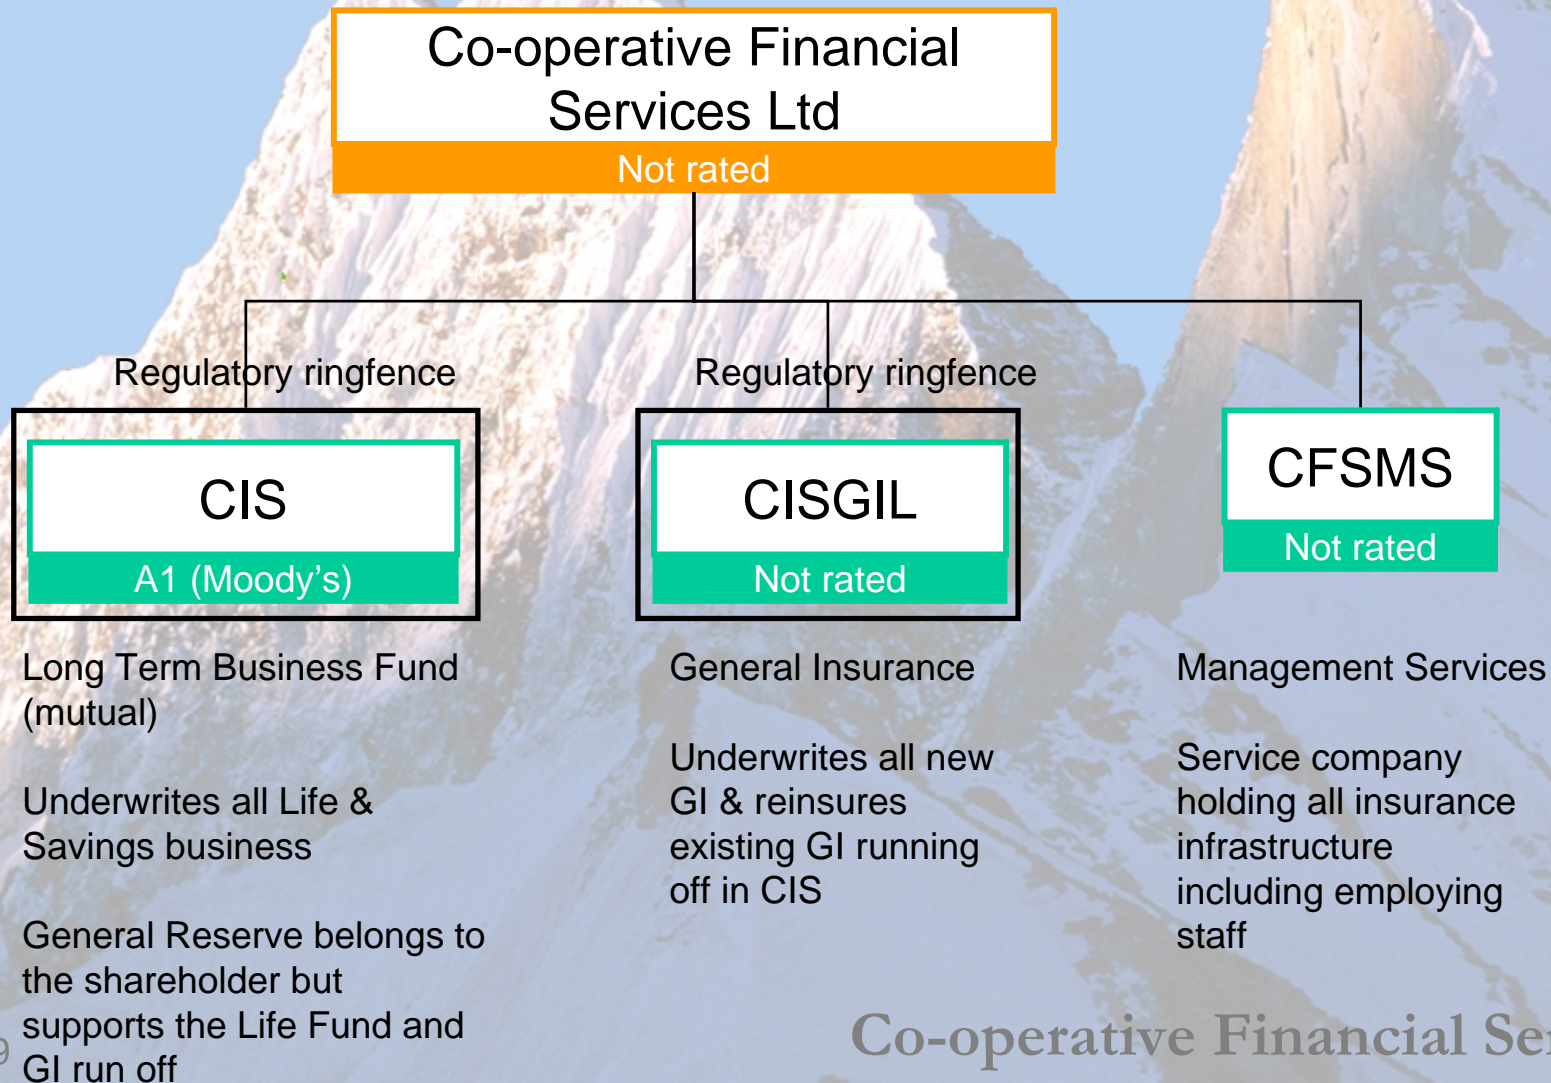 Co-operative Financial
Services Ltd
Not rated
Regulatory ringfence
Regulatory ringfence
CIS
A1 (Moody’s)
CISGIL
Not rated
CFSMS
Not rated
Long Term Business Fund
(mutual)
Underwrites all Life &
Savings business
General Reserve belongs to
the shareholder but
supports the Life Fund and
GI run off
General Insurance
Underwrites all new
GI & reinsures
existing GI running
off in CIS
Management Services
Service company
holding all insurance
infrastructure
including employing
staff
9
Co-operative Financial Ser